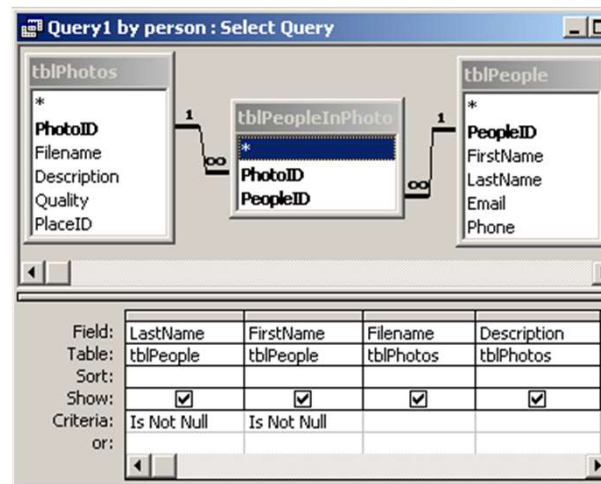 Query1 by person : Select Query
tblPhotos
*
PhotoID
Filename
Description
Quality
PlaceID
1
∞
tblPeopleInPhoto
*
PhotoID
PeopleID
1
∞
tblPeople
*
PeopleID
FirstName
LastName
Email
Phone
Field: LastName FirstName Filename Description
Table: tblPeople tblPeople tblPhotos tblPhotos
Sort:
Show:
Criteria: Is Not Null Is Not Null
or: